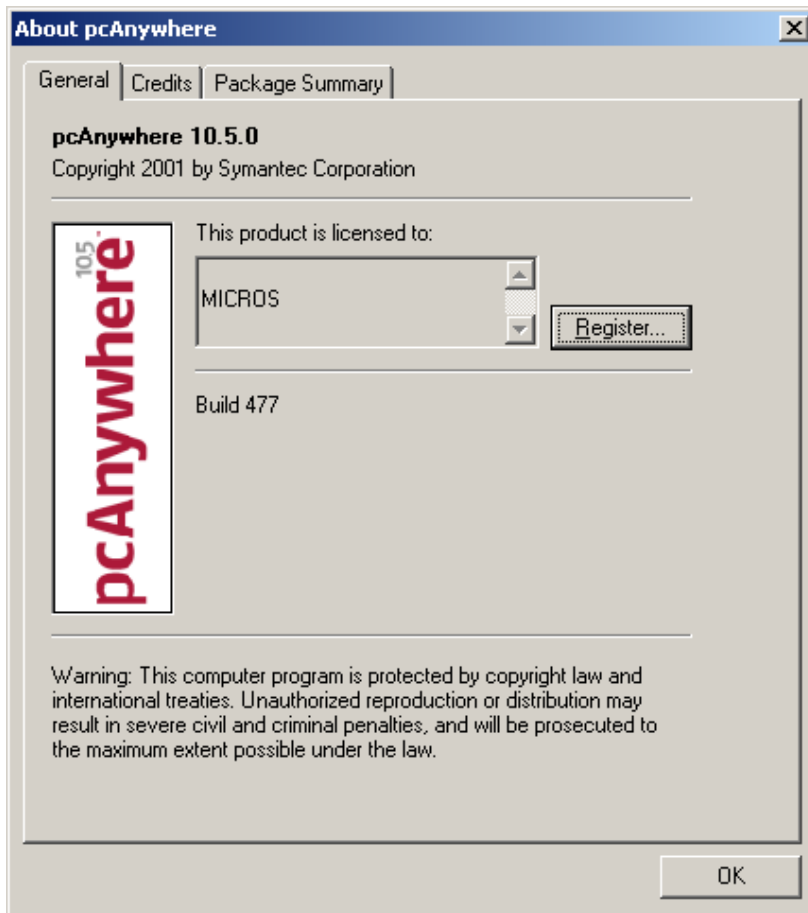 About pcAnywhere
General
Credits
Package Summary
pcAnywhere 10.5.0
Copyright 2001 by Symantec Corporation
pcAnywhere 10.5
This product is licensed to:
MICROS
Register...
Build 477
Warning: This computer program is protected by copyright law and
international treaties. Unauthorized reproduction or distribution may
result in severe civil and criminal penalties, and will be prosecuted to
the maximum extent possible under the law.
OK